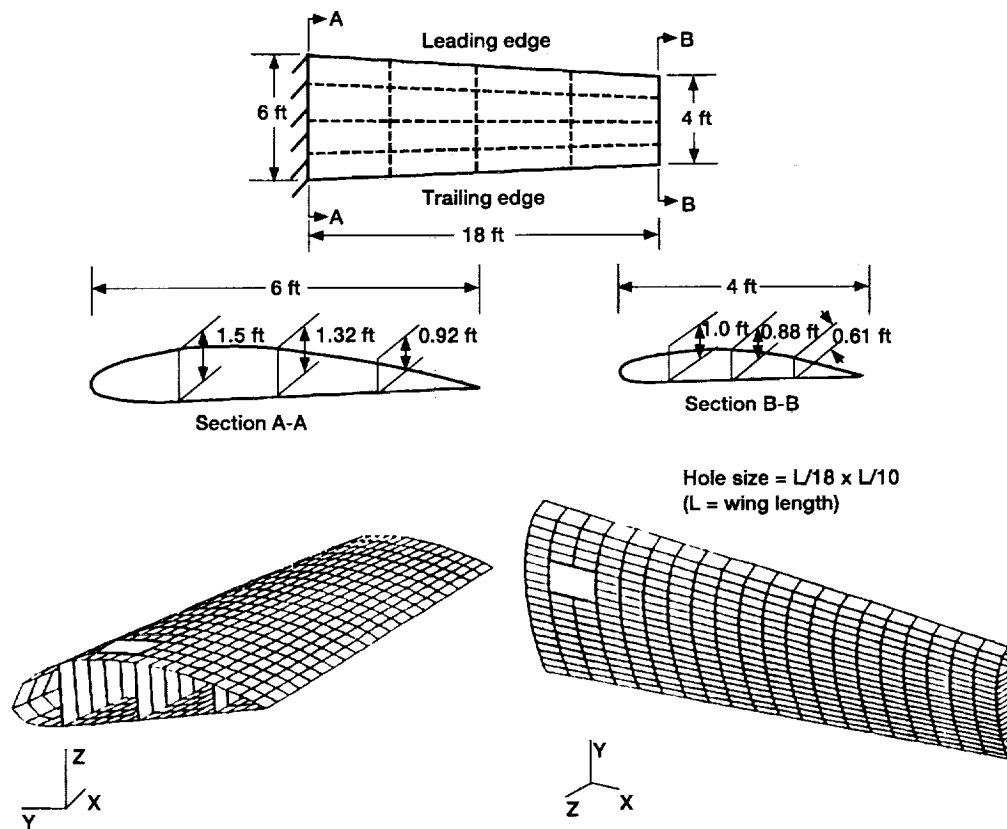 A
Leading edge
B
6 ft
4 ft
A
Trailing edge
B
18 ft
6 ft
1.5 ft
1.32 ft
0.92 ft
Section A-A
4 ft
1.0 ft
0.88 ft
0.61 ft
Section B-B
Hole size = L/18 x L/10
(L = wing length)
Z
X
Y
Y
Z
X